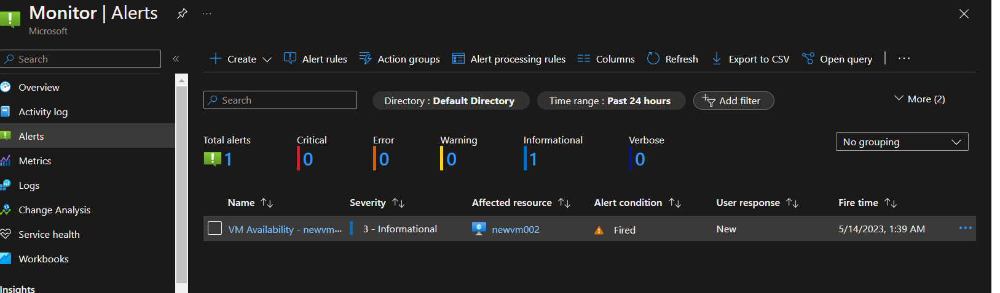 Monitor | Alerts ...
Microsoft
Search
«
Overview
Activity log
Alerts
Metrics
Logs
Change Analysis
Service health
Workbooks
Insights
Create Alert rules Action groups Alert processing rules Columns Refresh Export to CSV Open query | ...
Search Directory : Default Directory Time range : Past 24 hours Add filter More (2)
Total alerts Critical Error Warning Informational Verbose
1 0 0 0 1 0
No grouping
Name Severity Affected resource Alert condition User response Fire time
VM Availability - newvm... 3 - Informational newvm002 Fired New 5/14/2023, 1:39 AM ...